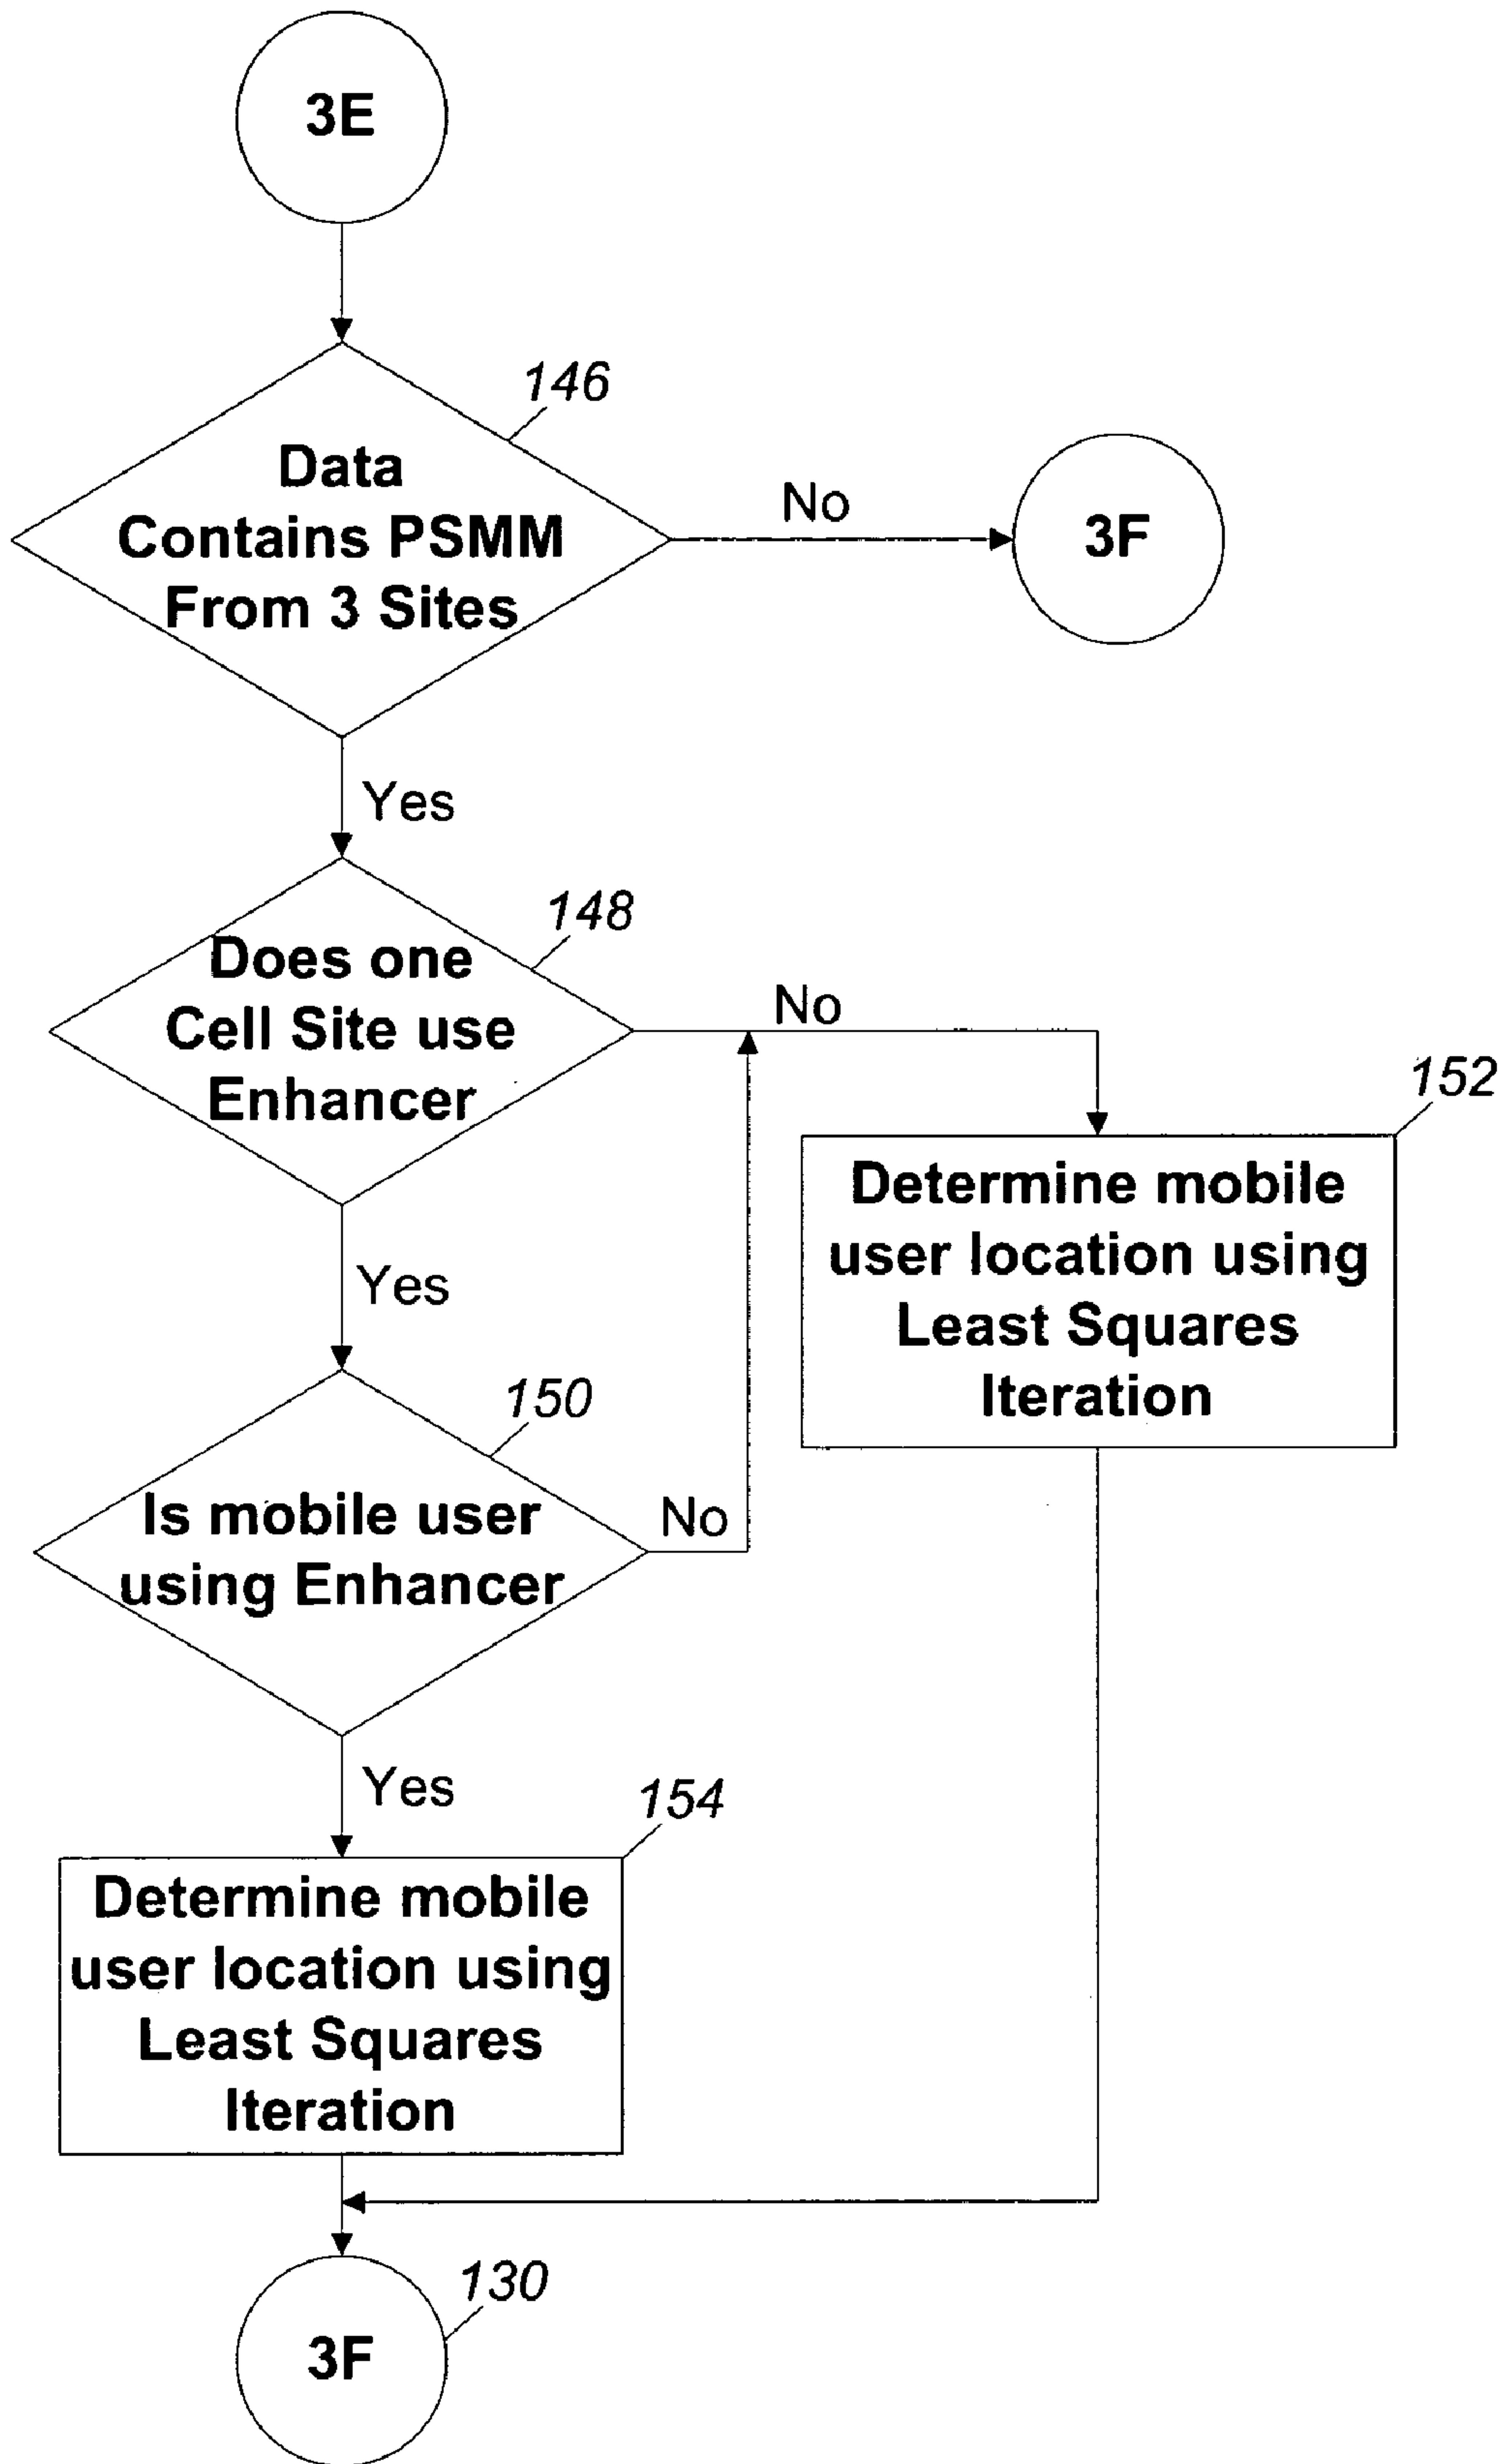 3E
146
Data
Contains PSMM
From 3 Sites
No
3F
Yes
148
Does one
Cell Site use
Enhancer
No
152
Determine mobile
user location using
Least Squares
Iteration
Yes
150
Is mobile user
using Enhancer
No
Yes
154
Determine mobile
user location using
Least Squares
Iteration
130
3F